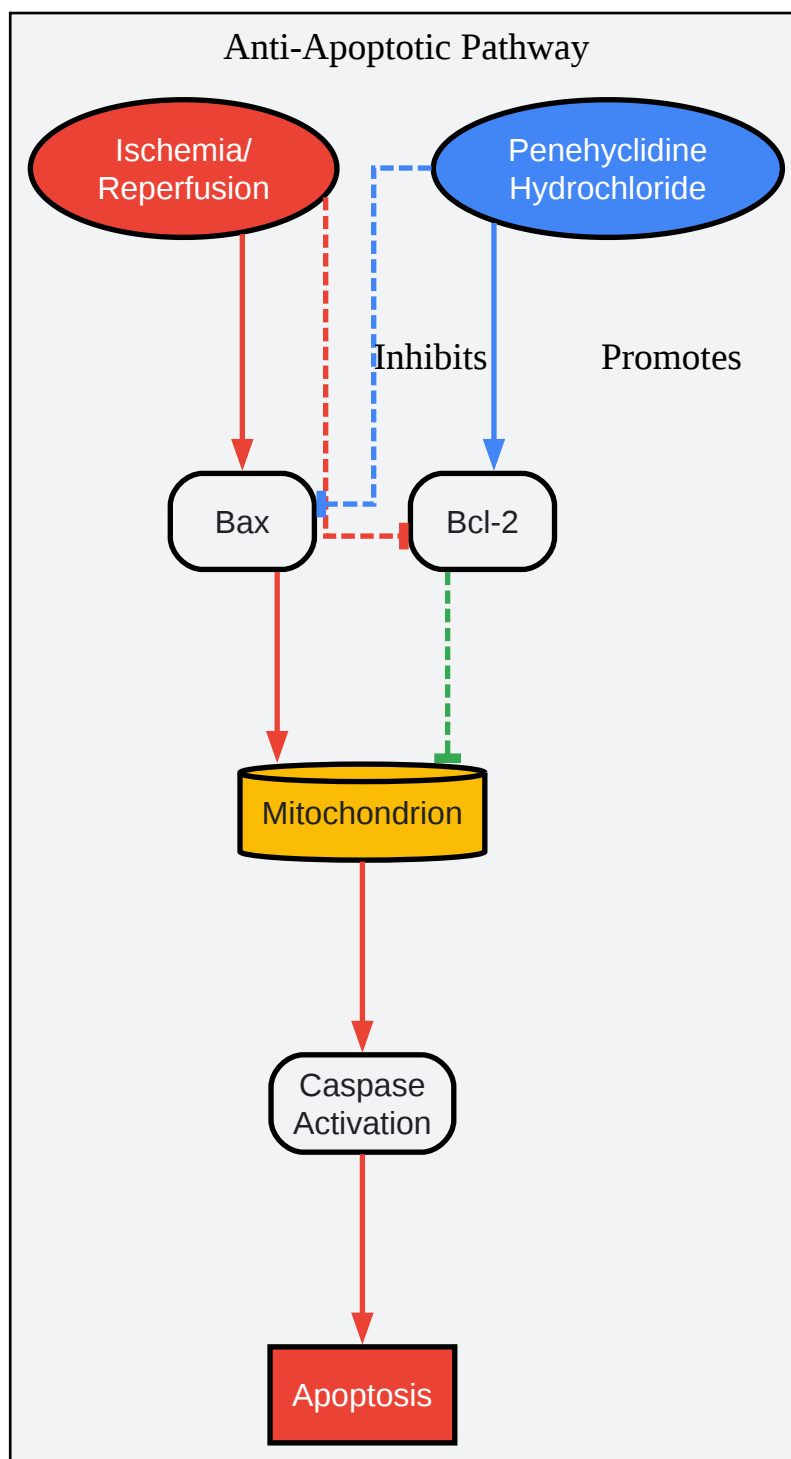 Anti-Apoptotic Pathway
Ischemia/
Reperfusion
Penehyclidine
Hydrochloride
Inhibits
Promotes
Bax
Bcl-2
Mitochondrion
Caspase
Activation
Apoptosis